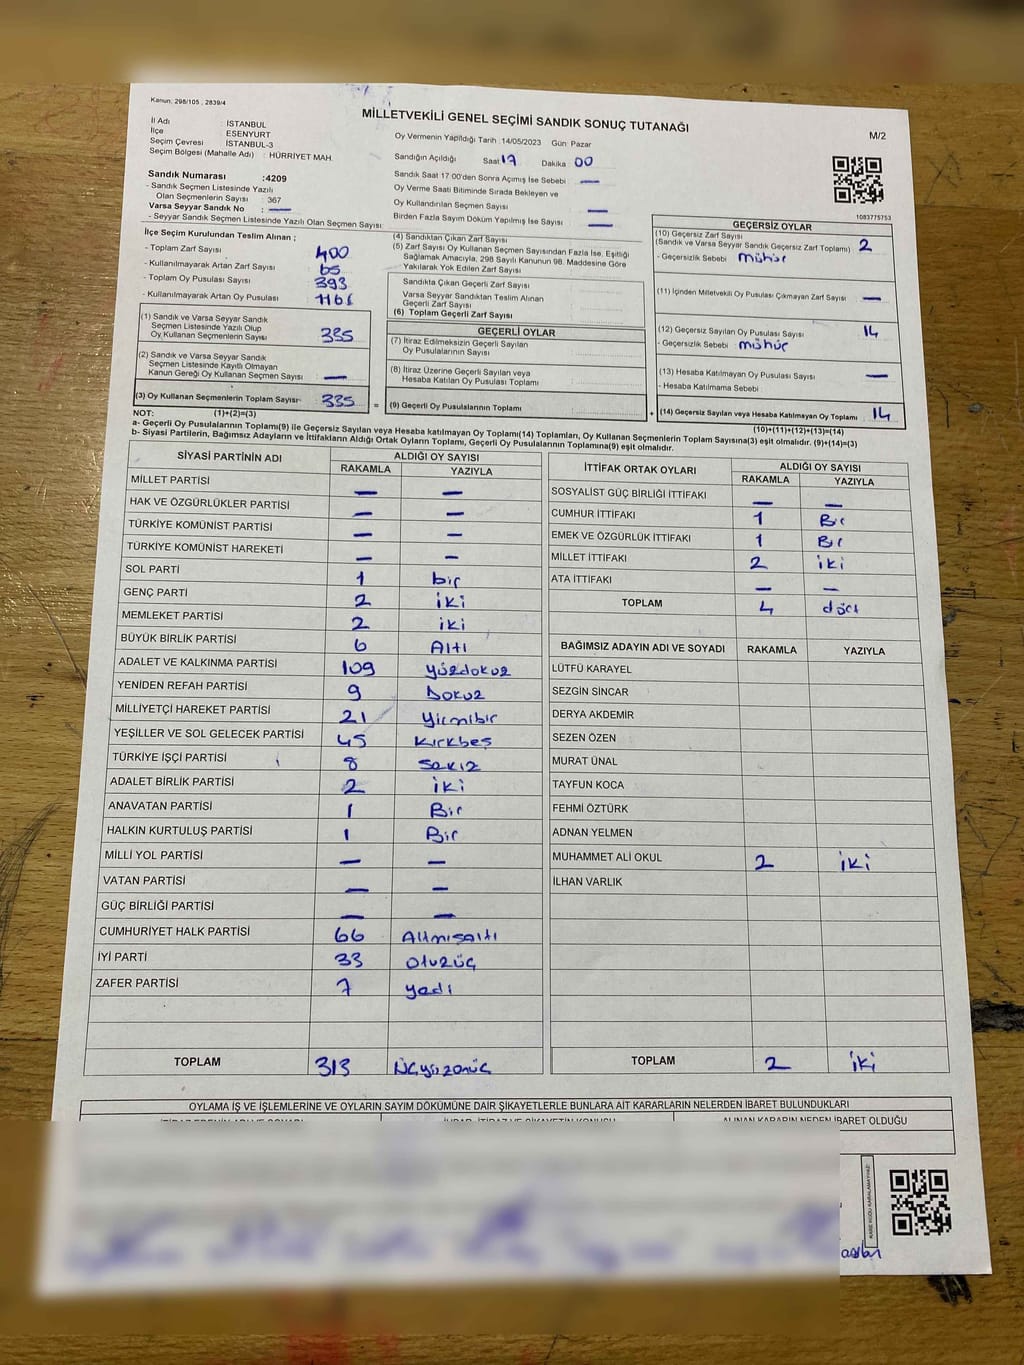 Kanun, 298/105 , 2839/4
MİLLETVEKİLİ GENEL SEÇİMİ SANDIK SONUÇ TUTANAĞI
M/2
İl Adı : İSTANBUL
İlçe : ESENYURT
Seçim Çevresi : İSTANBUL-3
Seçim Bölgesi (Mahalle Adı) : HÜRRİYET MAH.
Sandık Numarası :4209
- Sandık Seçmen Listesinde Yazılı
Olan Seçmenlerin Sayısı : 367
Varsa Seyyar Sandık No : —
- Seyyar Sandık Seçmen Listesinde Yazılı Olan Seçmen Sayısı:
Oy Vermenin Yapıldığı Tarih :14/05/2023 Gün Pazar
Sandığın Açıldığı Saat 17 Dakika 00
Sandık Saat 17 00'den Sonra Açılmış İse Sebebi —
Oy Verme Saati Bitiminde Sırada Bekleyen ve
Oy Kullandırılan Seçmen Sayısı —
Birden Fazla Sayım Döküm Yapılmış İse Sayısı —
1083775753
İlçe Seçim Kurulundan Teslim Alınan ;
- Toplam Zarf Sayısı 400
- Kullanılmayarak Artan Zarf Sayısı 65
- Toplam Oy Pusulası Sayısı 393
- Kullanılmayarak Artan Oy Pusulası
(1) Sandık ve Varsa Seyyar Sandık
Seçmen Listesinde Yazılı Olup
Oy Kullanan Seçmenlerin Sayısı 335
(2) Sandık ve Varsa Seyyar Sandık
Seçmen Listesinde Kayıtlı Olmayan
Kanun Gereği Oy Kullanan Seçmen Sayısı —
(3) Oy Kullanan Seçmenlerin Toplam Sayısı 335 =
(4) Sandıktan Çıkan Zarf Sayısı
(5) Zarf Sayısı Oy Kullanan Seçmen Sayısından Fazla İse, Eşitliği
Sağlamak Amacıyla, 298 Sayılı Kanunun 98. Maddesine Göre
Yakılarak Yok Edilen Zarf Sayısı
Sandıkta Çıkan Geçerli Zarf Sayısı
Varsa Seyyar Sandıktan Teslim Alınan
Geçerli Zarf Sayısı
(6) Toplam Geçerli Zarf Sayısı
GEÇERLİ OYLAR
(7) İtiraz Edilmeksizin Geçerli Sayılan
Oy Pusulalarının Sayısı
(8) İtiraz Üzerine Geçerli Sayılan veya
Hesaba Katılan Oy Pusulası Toplamı
(9) Geçerli Oy Pusulalarının Toplamı +
GEÇERSİZ OYLAR
(10) Geçersiz Zarf Sayısı
(Sandık ve Varsa Seyyar Sandık Geçersiz Zarf Toplamı) 2
- Geçersizlik Sebebi mühür
(11) İçinden Milletvekili Oy Pusulası Çıkmayan Zarf Sayısı —
(12) Geçersiz Sayılan Oy Pusulası Sayısı 14
- Geçersizlik Sebebi mühür
(13) Hesaba Katılmayan Oy Pusulası Sayısı —
- Hesaba Katılmama Sebebi
(14) Geçersiz Sayılan veya Hesaba Katılmayan Oy Toplamı 14
NOT: (1)+(2)=(3) (10)+(11)+(12)+(13)=(14)
a- Geçerli Oy Pusulalarının Toplamı(9) ile Geçersiz Sayılan veya Hesaba Katılmayan Oy Toplamı(14) Toplamları, Oy Kullanan Seçmenlerin Toplam Sayısına(3) eşit olmalıdır. (9)+(14)=(3)
b- Siyasi Partilerin, Bağımsız Adayların ve İttifakların Aldığı Ortak Oyların Toplamı, Geçerli Oy Pusulalarının Toplamına(9) eşit olmalıdır.
SİYASİ PARTİNİN ADI ALDIĞI OY SAYISI
RAKAMLA YAZIYLA
MİLLET PARTİSİ — —
HAK VE ÖZGÜRLÜKLER PARTİSİ — —
TÜRKİYE KOMÜNİST PARTİSİ — —
TÜRKİYE KOMÜNİST HAREKETİ — —
SOL PARTİ 1 bir
GENÇ PARTİ 2 iki
MEMLEKET PARTİSİ 2 iki
BÜYÜK BİRLİK PARTİSİ 6 Altı
ADALET VE KALKINMA PARTİSİ 109 yüzdokuz
YENİDEN REFAH PARTİSİ 9 Dokuz
MİLLİYETÇİ HAREKET PARTİSİ 21 yirmibir
YEŞİLLER VE SOL GELECEK PARTİSİ 45 kırkbeş
TÜRKİYE İŞÇİ PARTİSİ 8 sekiz
ADALET BİRLİK PARTİSİ 2 iki
ANAVATAN PARTİSİ 1 Bir
HALKIN KURTULUŞ PARTİSİ 1 Bir
MİLLİ YOL PARTİSİ — —
VATAN PARTİSİ — —
GÜÇ BİRLİĞİ PARTİSİ — —
CUMHURİYET HALK PARTİSİ 66 Altmışaltı
İYİ PARTİ 33 otuzüç
ZAFER PARTİSİ 7 yedi
TOPLAM 313 üçyüzonüç
İTTİFAK ORTAK OYLARI ALDIĞI OY SAYISI
RAKAMLA YAZIYLA
SOSYALİST GÜÇ BİRLİĞİ İTTİFAKI — —
CUMHUR İTTİFAKI 1 Bir
EMEK VE ÖZGÜRLÜK İTTİFAKI 1 Bir
MİLLET İTTİFAKI 2 iki
ATA İTTİFAKI — —
TOPLAM 4 dört
BAĞIMSIZ ADAYIN ADI VE SOYADI RAKAMLA YAZIYLA
LÜTFÜ KARAYEL
SEZGİN SİNCAR
DERYA AKDEMİR
SEZEN ÖZEN
MURAT ÜNAL
TAYFUN KOCA
FEHMİ ÖZTÜRK
ADNAN YELMEN
MUHAMMET ALİ OKUL 2 iki
İLHAN VARLIK
TOPLAM 2 iki
OYLAMA İŞ VE İŞLEMLERİNE VE OYLARIN SAYIM DÖKÜMÜNE DAİR ŞİKAYETLERLE BUNLARA AİT KARARLARIN NELERDEN İBARET BULUNDUKLARI
ALINAN KARARIN NEDEN İBARET OLDUĞU
KARE KODU KARALAMAYINIZ!